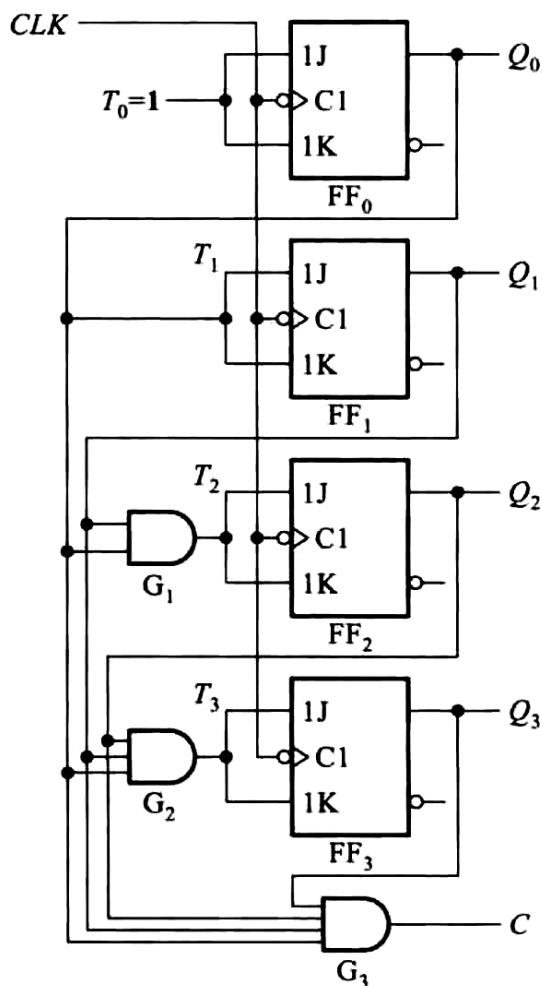 CLK
1J
Q₀
T₀=1
C1
1K
FF₀
T₁
1J
Q₁
C1
1K
FF₁
T₂
1J
Q₂
C1
G₁
1K
FF₂
T₃
1J
Q₃
C1
G₂
1K
FF₃
C
G₃